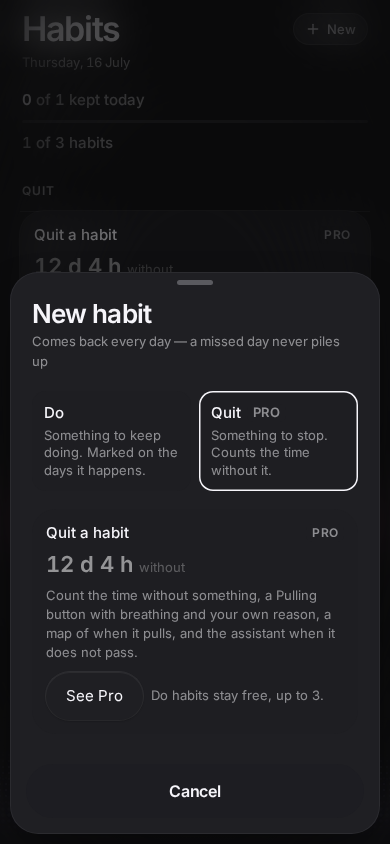 Habits
+ New
Thursday, 16 July
0 of 1 kept today
1 of 3 habits
QUIT
Quit a habit PRO
12 d 4 h without
New habit
Comes back every day — a missed day never piles
up
Do
Something to keep
doing. Marked on the
days it happens.
Quit PRO
Something to stop.
Counts the time
without it.
Quit a habit PRO
12 d 4 h without
Count the time without something, a Pulling
button with breathing and your own reason, a
map of when it pulls, and the assistant when it
does not pass.
See Pro
Do habits stay free, up to 3.
Cancel